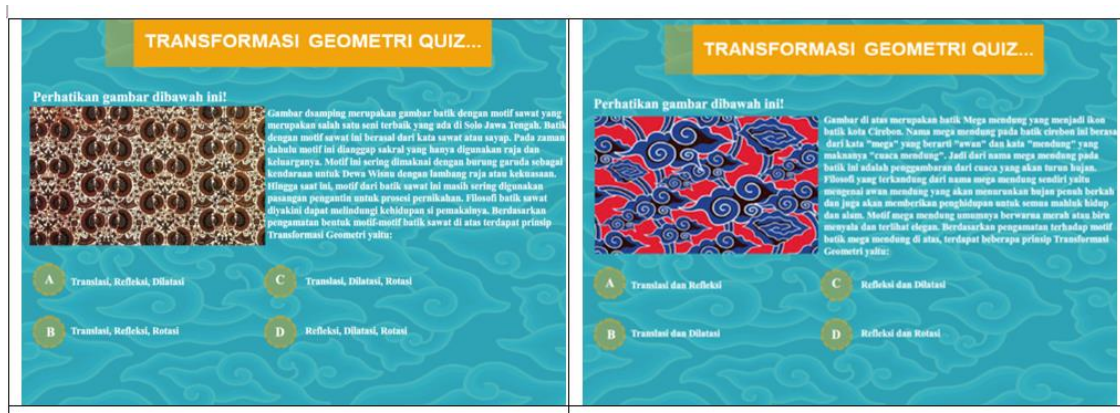 TRANSFORMASI GEOMETRI QUIZ...
Perhatikan gambar dibawah ini!
Gambar dsamping merupakan gambar batik dengan motif sawat yang
merupakan salah satu seni terbaik yang ada di Solo Jawa Tengah. Batik
dengan motif sawat ini berasal dari kata sawat atau sayap. Pada zaman
dahulu motif ini dianggap sakral yang hanya digunakan raja dan
keluarganya. Motif ini sering dimaknai dengan burung garuda sebagai
kendaraan untuk Dewa Wisnu dengan lambang raja atau kekuasaan.
Hingga saat ini, motif dari batik sawat ini masih sering digunakan
pasangan pengantin untuk prosesi pernikahan. Filosofi batik sawat
diyakini dapat melindungi kehidupan si pemakainya. Berdasarkan
pengamatan bentuk motif-motif batik sawat di atas terdapat prinsip
Transformasi Geometri yaitu:
A Translasi, Refleksi, Dilatasi
C Translasi, Dilatasi, Rotasi
B Translasi, Refleksi, Rotasi
D Refleksi, Dilatasi, Rotasi
TRANSFORMASI GEOMETRI QUIZ...
Perhatikan gambar dibawah ini!
Gambar di atas merupakan batik Mega mendung yang menjadi ikon
batik kota Cirebon. Nama mega mendung pada batik cirebon ini beras
dari kata "mega" yang berarti "awan" dan kata "mendung" yang
maknanya "cuaca mendung". Jadi dari nama mega mendung pada
batik ini adalah penggambaran dari cuca yang akan turun hujan.
Filosofi yang terkandung dari nama mega mendung sendiri yaitu
mengenai awan mendung yang akan menurunkan hujan penuh berkah
dan juga akan memberikan penghidupan untuk semua mahluk hidup
dan alam. Motif mega mendung umumnya berwarna merah atau biru
menyala dan terlihat elegan. Berdasarkan pengamatan terhadap motif
batik mega mendung di atas, terdapat beberapa prinsip Transformasi
Geometri yaitu:
A Translasi dan Refleksi
C Refleksi dan Dilatasi
B Translasi dan Dilatasi
D Refleksi dan Rotasi